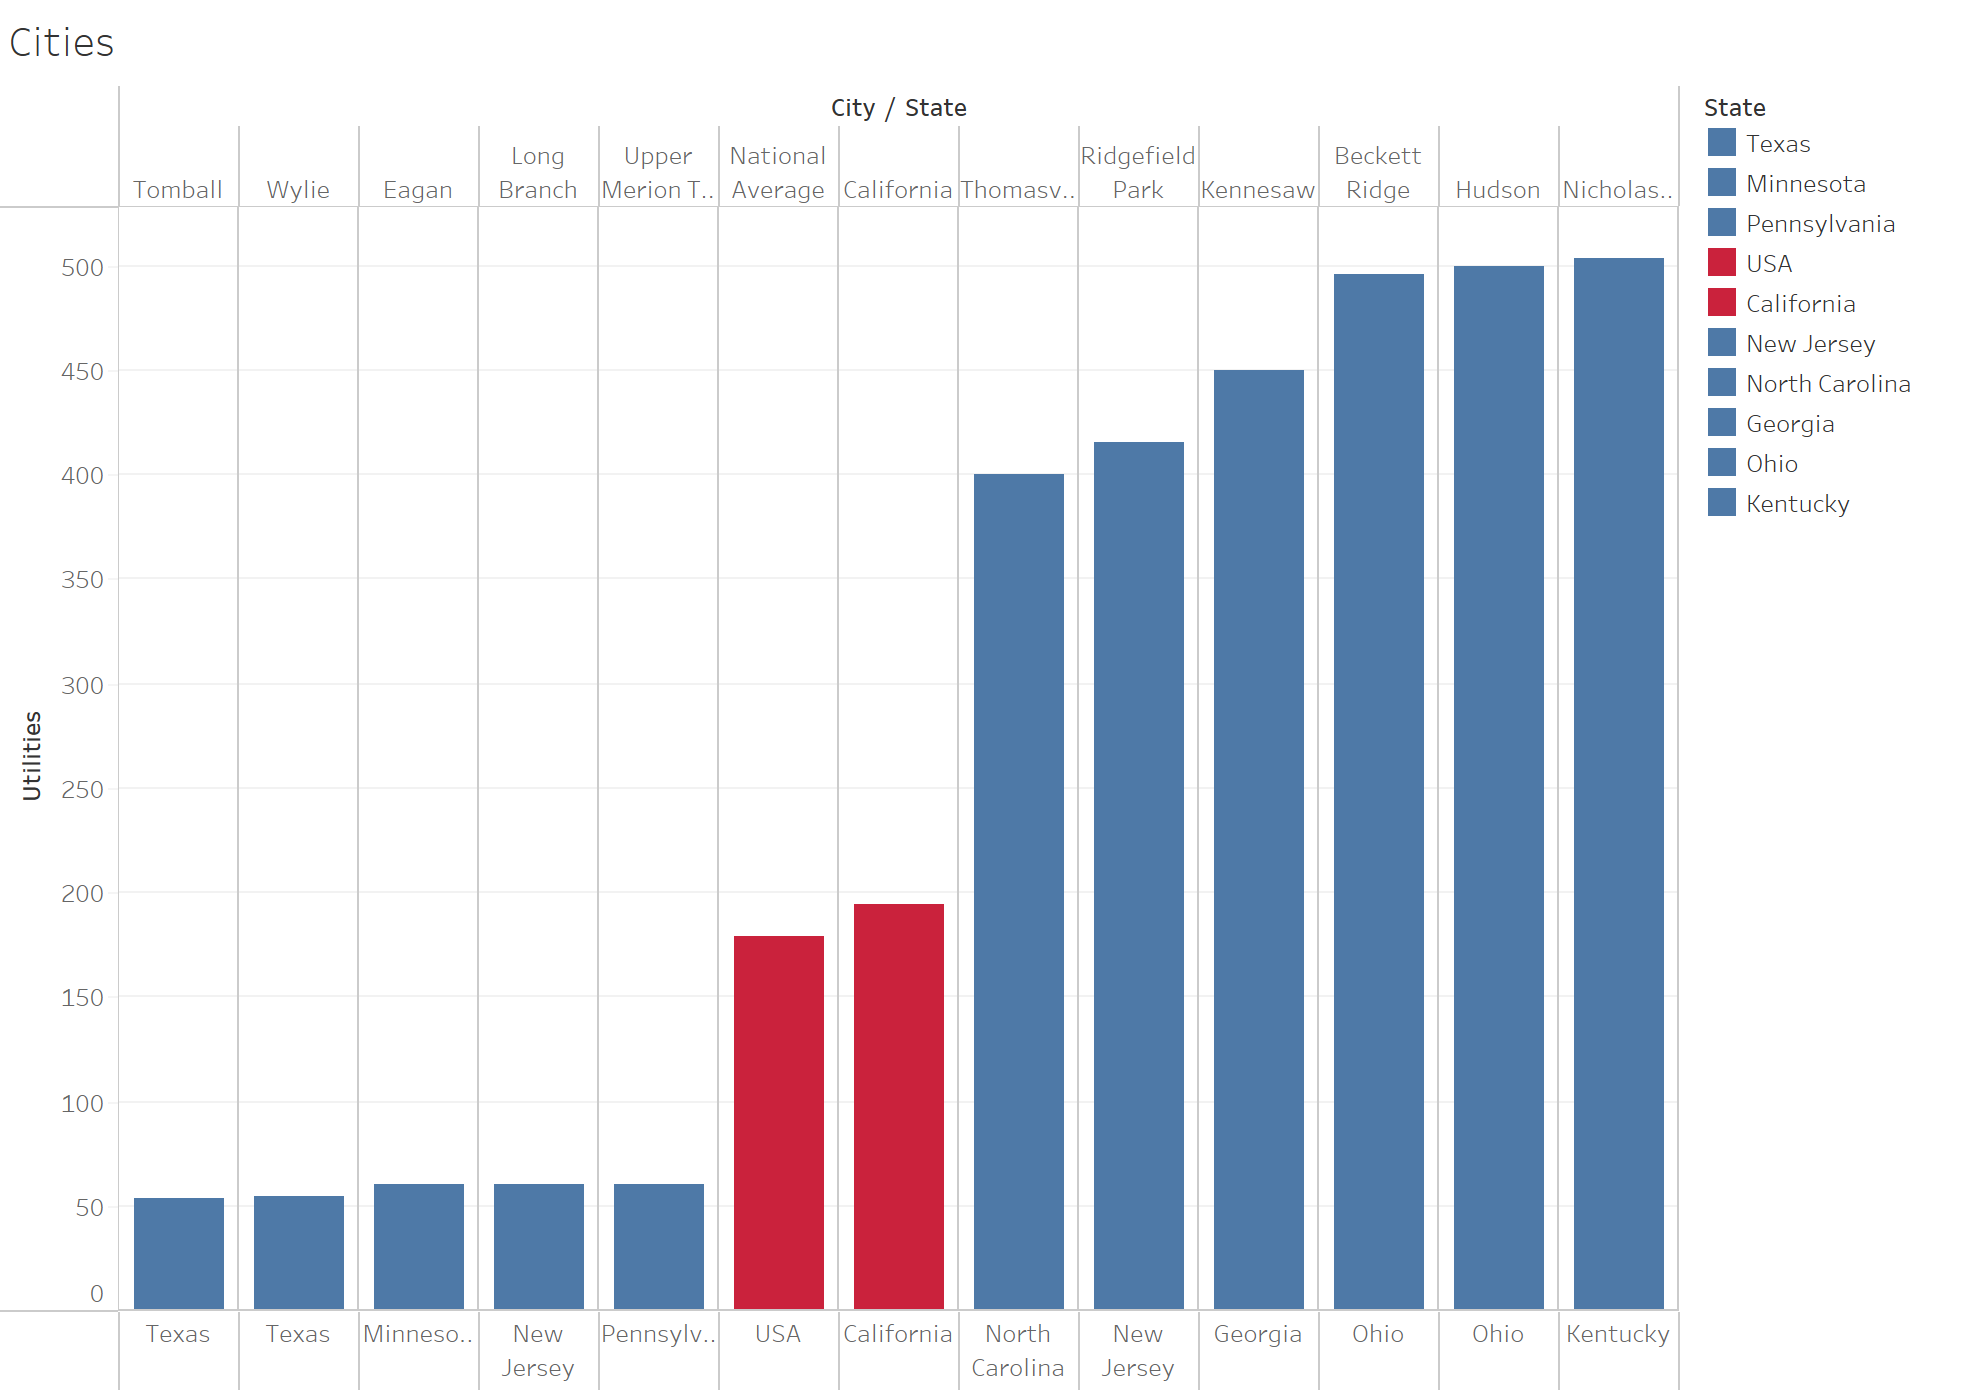 Cities
City / State
State
Tomball
Wylie
Eagan
Long
Branch
Upper
Merion T..
National
Average
California
Thomasv..
Ridgefield
Park
Kennesaw
Beckett
Ridge
Hudson
Nicholas..
Texas
Minnesota
Pennsylvania
USA
California
New Jersey
North Carolina
Georgia
Ohio
Kentucky
Utilities
500
450
400
350
300
250
200
150
100
50
0
Texas
Texas
Minneso..
New
Jersey
Pennsylv..
USA
California
North
Carolina
New
Jersey
Georgia
Ohio
Ohio
Kentucky